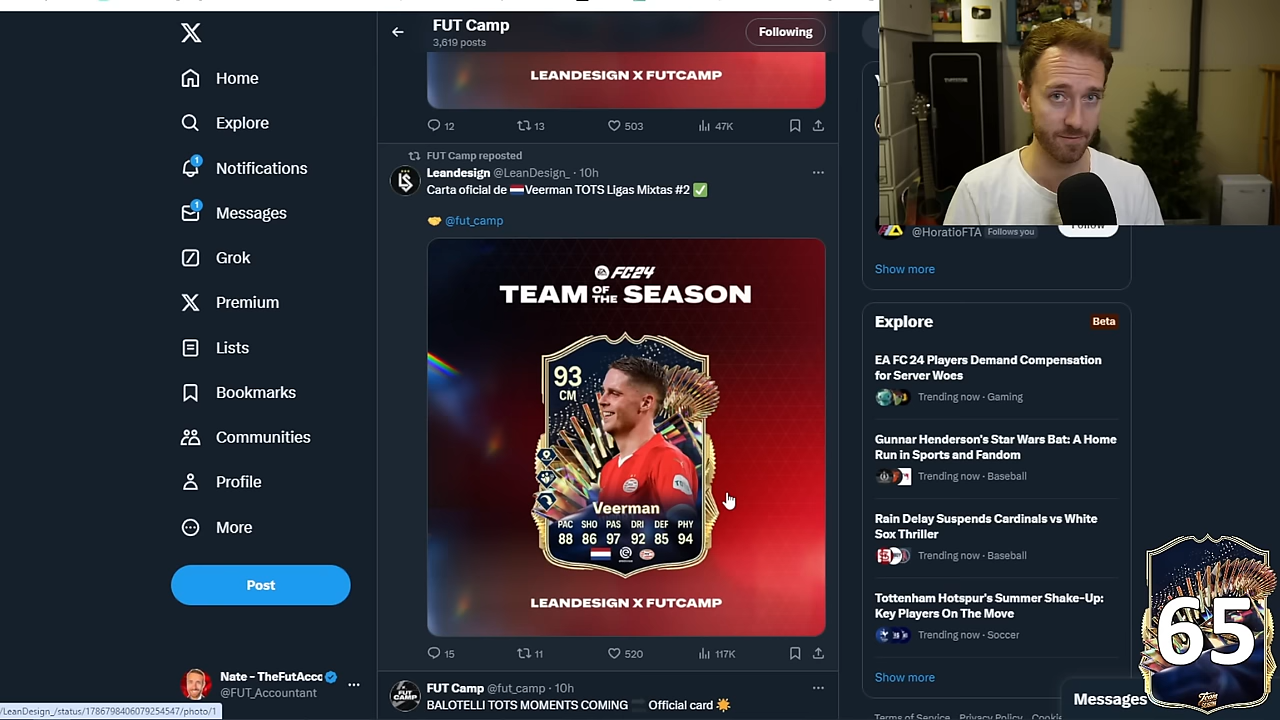 Home
Explore
1
Notifications
1
Messages
Grok
Premium
Lists
Bookmarks
Communities
Profile
More
Post
Nate - TheFutAcc
@FUT_Accountant
/LeanDesign_/status/1786798406079254547/photo/1
FUT Camp
3,619 posts
Following
LEANDESIGN X FUTCAMP
12
13
503
47K
FUT Camp reposted
Leandesign @LeanDesign_ · 10h
Carta oficial de Veerman TOTS Ligas Mixtas #2
@fut_camp
FC24
TEAM OF THE SEASON
93
CM
Veerman
PAC SHO PAS DRI DEF PHY
88 86 97 92 85 94
LEANDESIGN X FUTCAMP
15
11
520
117K
FUT Camp @fut_camp · 10h
BALOTELLI TOTS MOMENTS COMING Official card
@HoratioFTA Follows you
Follow
Show more
Explore
Beta
EA FC 24 Players Demand Compensation
for Server Woes
Trending now · Gaming
Gunnar Henderson's Star Wars Bat: A Home
Run in Sports and Fandom
Trending now · Baseball
Rain Delay Suspends Cardinals vs White
Sox Thriller
Trending now · Baseball
Tottenham Hotspur's Summer Shake-Up:
Key Players On The Move
Trending now · Soccer
Show more
Messages
65